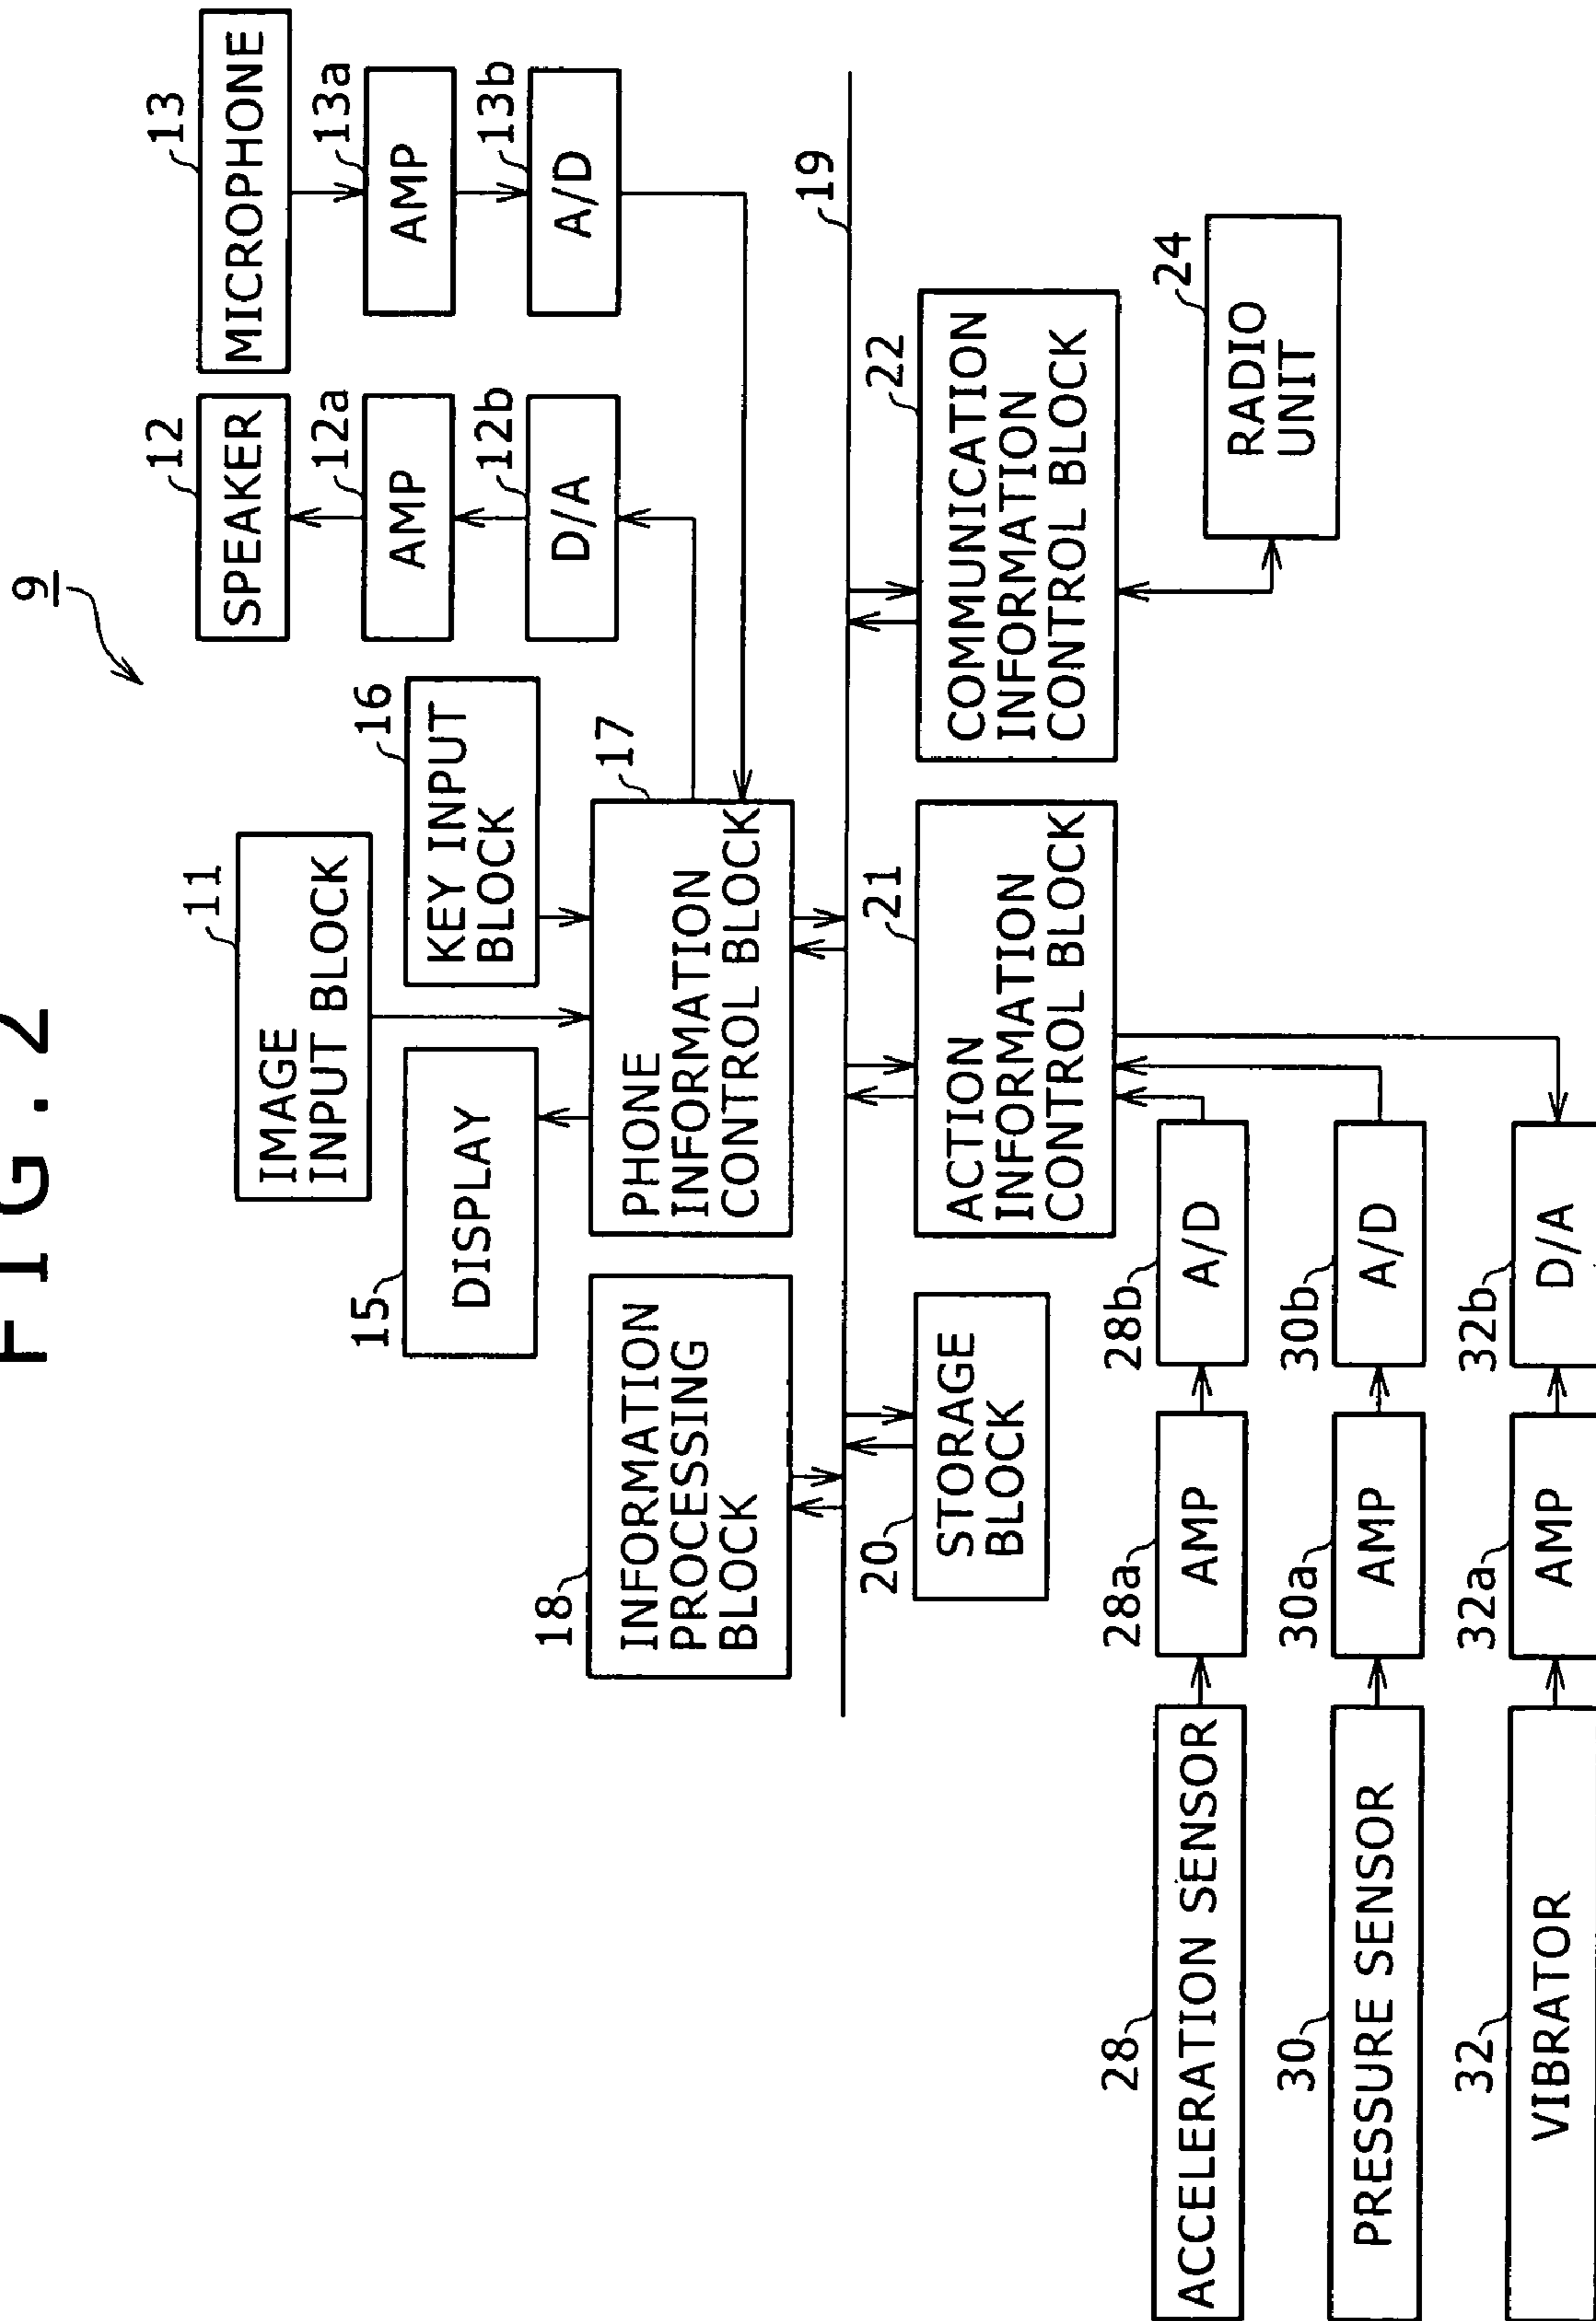 FIG. 2
9
11
IMAGE
INPUT BLOCK
12
SPEAKER
13
MICROPHONE
15
DISPLAY
16
KEY INPUT
BLOCK
12a
AMP
13a
AMP
12b
D/A
13b
A/D
18
INFORMATION
PROCESSING
BLOCK
17
PHONE
INFORMATION
CONTROL BLOCK
19
20
STORAGE
BLOCK
21
ACTION
INFORMATION
CONTROL BLOCK
22
COMMUNICATION
INFORMATION
CONTROL BLOCK
24
RADIO
UNIT
28
ACCELERATION SENSOR
28a
AMP
28b
A/D
30
PRESSURE SENSOR
30a
AMP
30b
A/D
32
VIBRATOR
32a
AMP
32b
D/A